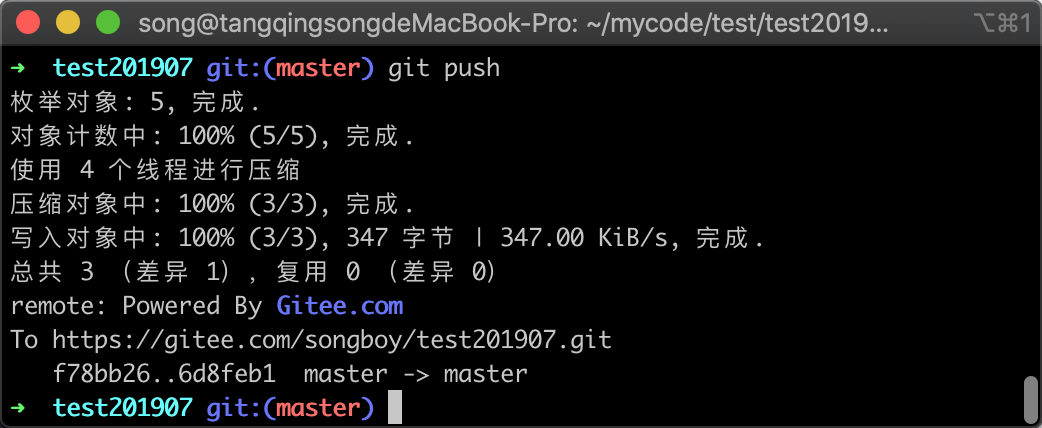 song@tangqingsongdeMacBook-Pro: ~/mycode/test/test2019... ⌥⌘1
➜ test201907 git:(master) git push
枚举对象: 5, 完成.
对象计数中: 100% (5/5), 完成.
使用 4 个线程进行压缩
压缩对象中: 100% (3/3), 完成.
写入对象中: 100% (3/3), 347 字节 | 347.00 KiB/s, 完成.
总共 3 （差异 1），复用 0 （差异 0）
remote: Powered By Gitee.com
To https://gitee.com/songboy/test201907.git
f78bb26..6d8feb1 master -> master
➜ test201907 git:(master)